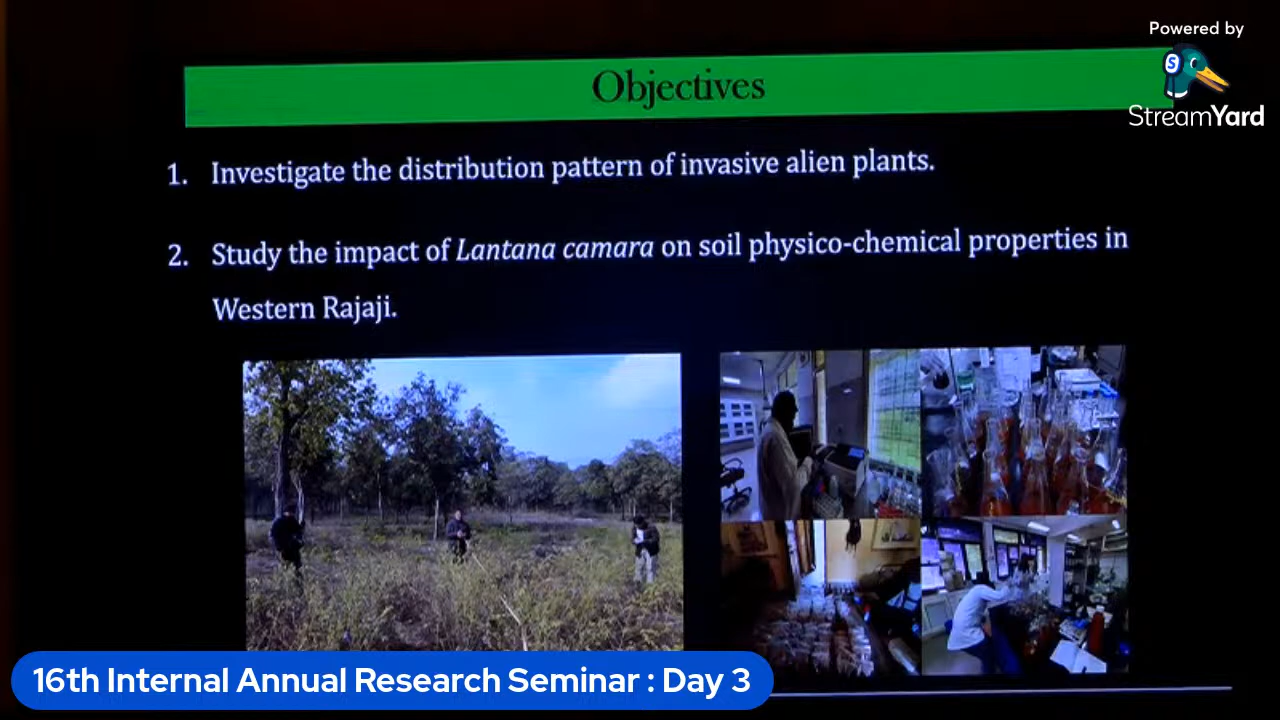 Powered by
StreamYard
Objectives
1. Investigate the distribution pattern of invasive alien plants.
2. Study the impact of Lantana camara on soil physico-chemical properties in
Western Rajaji.
16th Internal Annual Research Seminar : Day 3